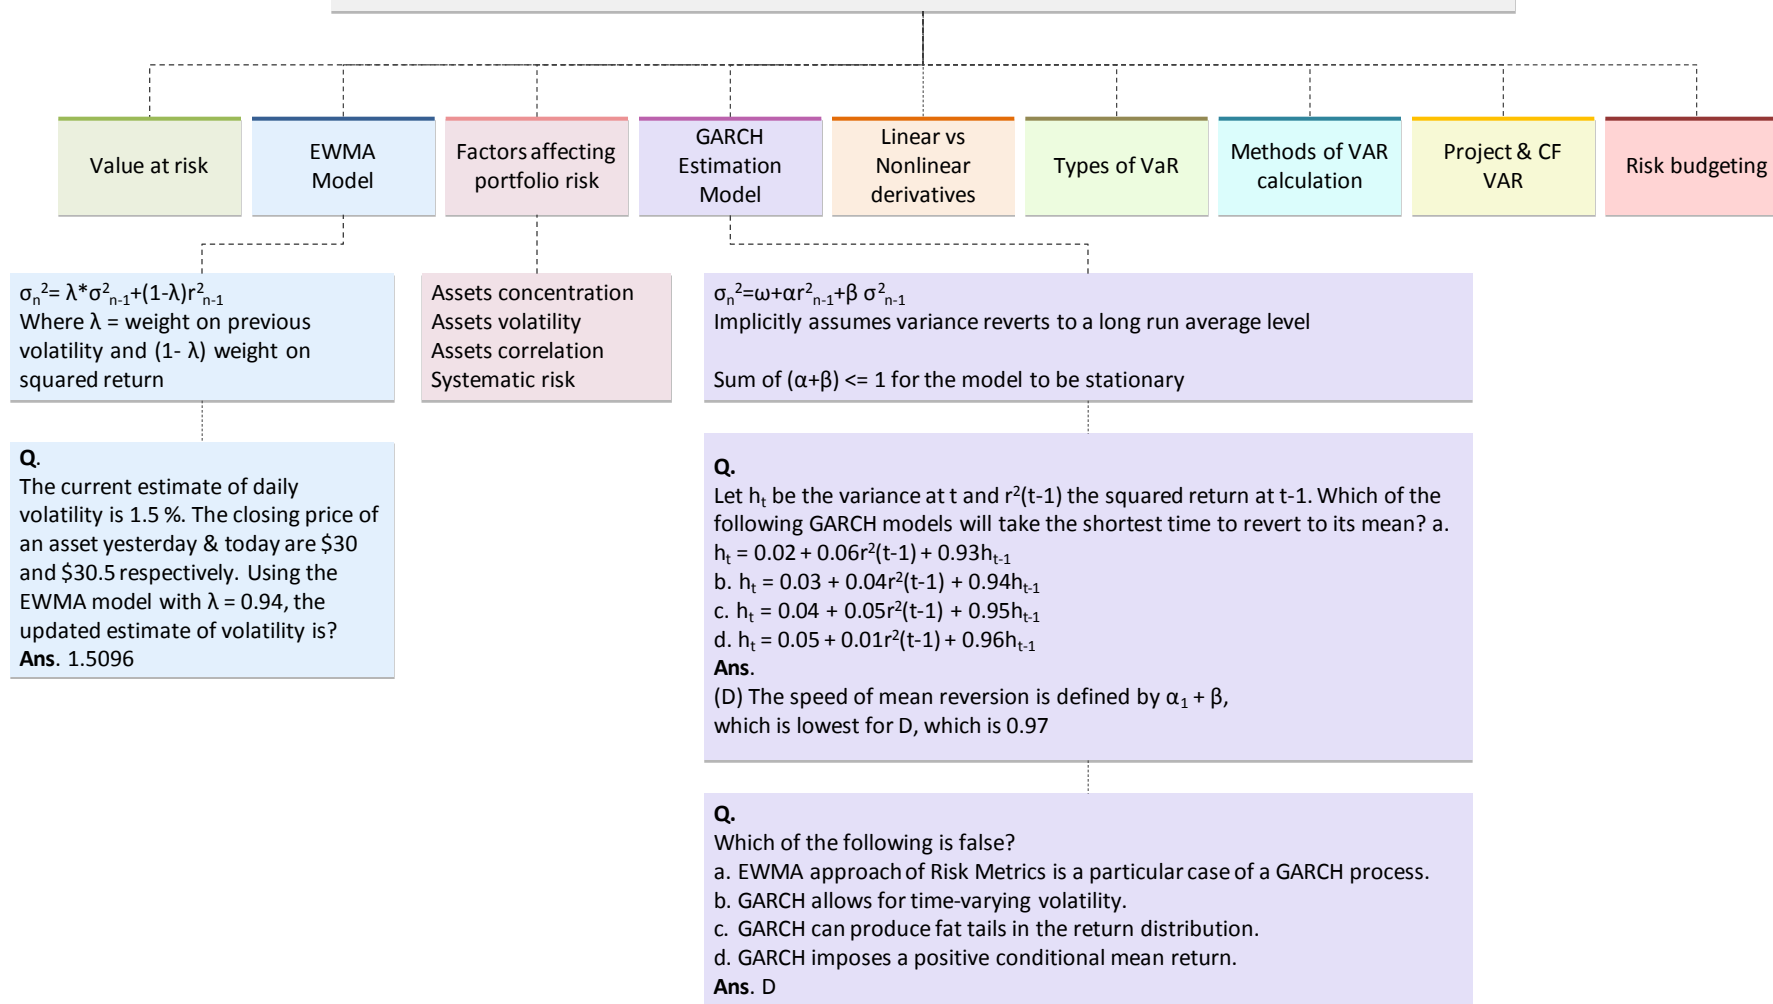 Value at risk
EWMA
Model
Factors affecting
portfolio risk
GARCH
Estimation
Model
Linear vs
Nonlinear
derivatives
Types of VaR
Methods of VAR
calculation
Project & CF
VAR
Risk budgeting
σₙ²= λ*σ²ₙ₋₁+(1-λ)r²ₙ₋₁
Where λ = weight on previous
volatility and (1- λ) weight on
squared return
Assets concentration
Assets volatility
Assets correlation
Systematic risk
σₙ²=ω+αr²ₙ₋₁+β σ²ₙ₋₁
Implicitly assumes variance reverts to a long run average level
Sum of (α+β) <= 1 for the model to be stationary
Q.
The current estimate of daily
volatility is 1.5 %. The closing price of
an asset yesterday & today are $30
and $30.5 respectively. Using the
EWMA model with λ = 0.94, the
updated estimate of volatility is?
Ans. 1.5096
Q.
Let hₜ be the variance at t and r²(t-1) the squared return at t-1. Which of the
following GARCH models will take the shortest time to revert to its mean? a.
hₜ = 0.02 + 0.06r²(t-1) + 0.93hₜ₋₁
b. hₜ = 0.03 + 0.04r²(t-1) + 0.94hₜ₋₁
c. hₜ = 0.04 + 0.05r²(t-1) + 0.95hₜ₋₁
d. hₜ = 0.05 + 0.01r²(t-1) + 0.96hₜ₋₁
Ans.
(D) The speed of mean reversion is defined by α₁ + β,
which is lowest for D, which is 0.97
Q.
Which of the following is false?
a. EWMA approach of Risk Metrics is a particular case of a GARCH process.
b. GARCH allows for time-varying volatility.
c. GARCH can produce fat tails in the return distribution.
d. GARCH imposes a positive conditional mean return.
Ans. D